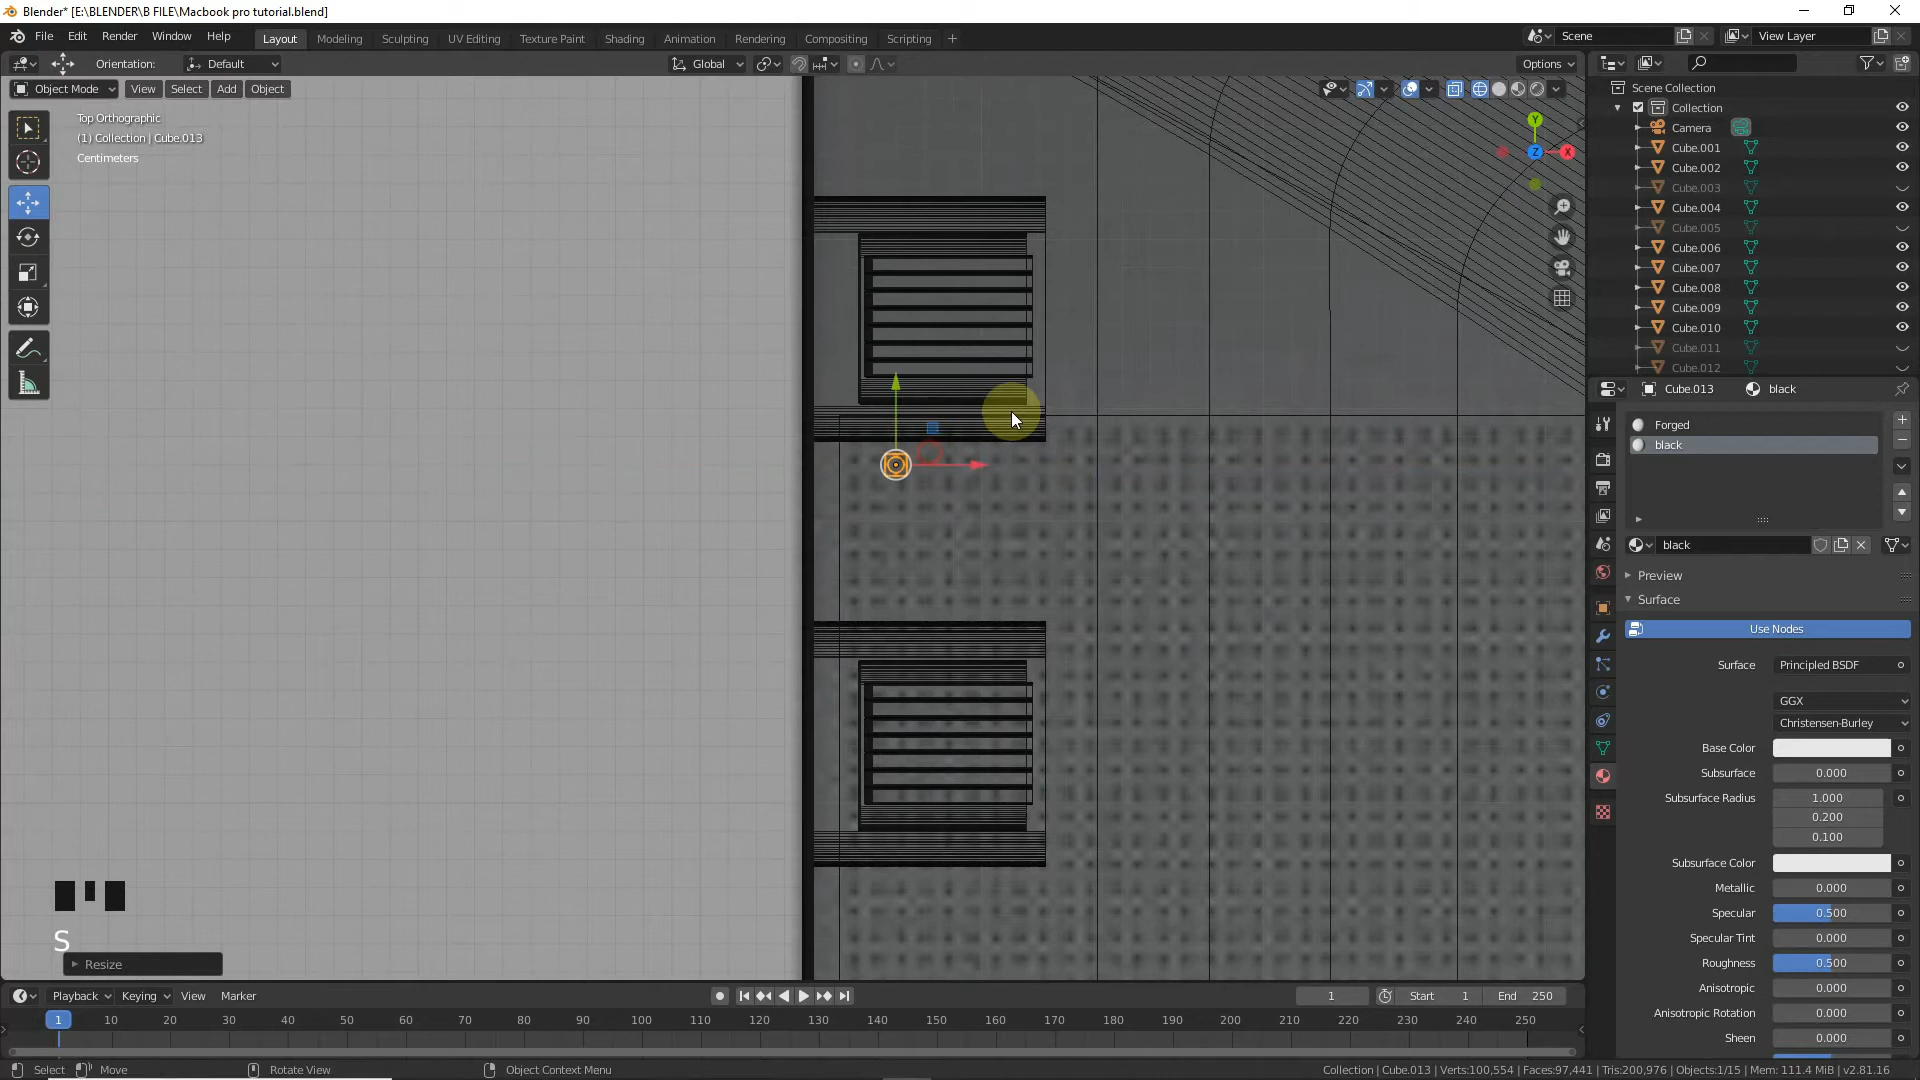 Blender* [E:\BLENDER\B FILE\Macbook pro tutorial.blend]
File Edit Render Window Help
Layout Modeling Sculpting UV Editing Texture Paint Shading Animation Rendering Compositing Scripting
Scene
View Layer
Orientation: Default
Global
Options
Object Mode View Select Add Object
Top Orthographic
(1) Collection | Cube.013
Centimeters
Y
Z
X
Scene Collection
Collection
Camera
Cube.001
Cube.002
Cube.003
Cube.004
Cube.005
Cube.006
Cube.007
Cube.008
Cube.009
Cube.010
Cube.011
Cube.012
Cube.013 black
Forged
black
black
Preview
Surface
Use Nodes
Surface Principled BSDF
GGX
Christensen-Burley
Base Color
Subsurface 0.000
Subsurface Radius 1.000
0.200
0.100
Subsurface Color
Metallic 0.000
Specular 0.500
Specular Tint 0.000
Roughness 0.500
Anisotropic 0.000
Anisotropic Rotation 0.000
Sheen 0.000
S
Resize
Playback Keying View Marker
1 Start 1 End 250
1 10 20 30 40 50 60 70 80 90 100 110 120 130 140 150 160 170 180 190 200 210 220 230 240 250
Select Move Rotate View Object Context Menu
Collection | Cube.013 | Verts:100,554 | Faces:97,441 | Tris:200,976 | Objects:1/15 | Mem: 111.4 MiB | v2.81.16